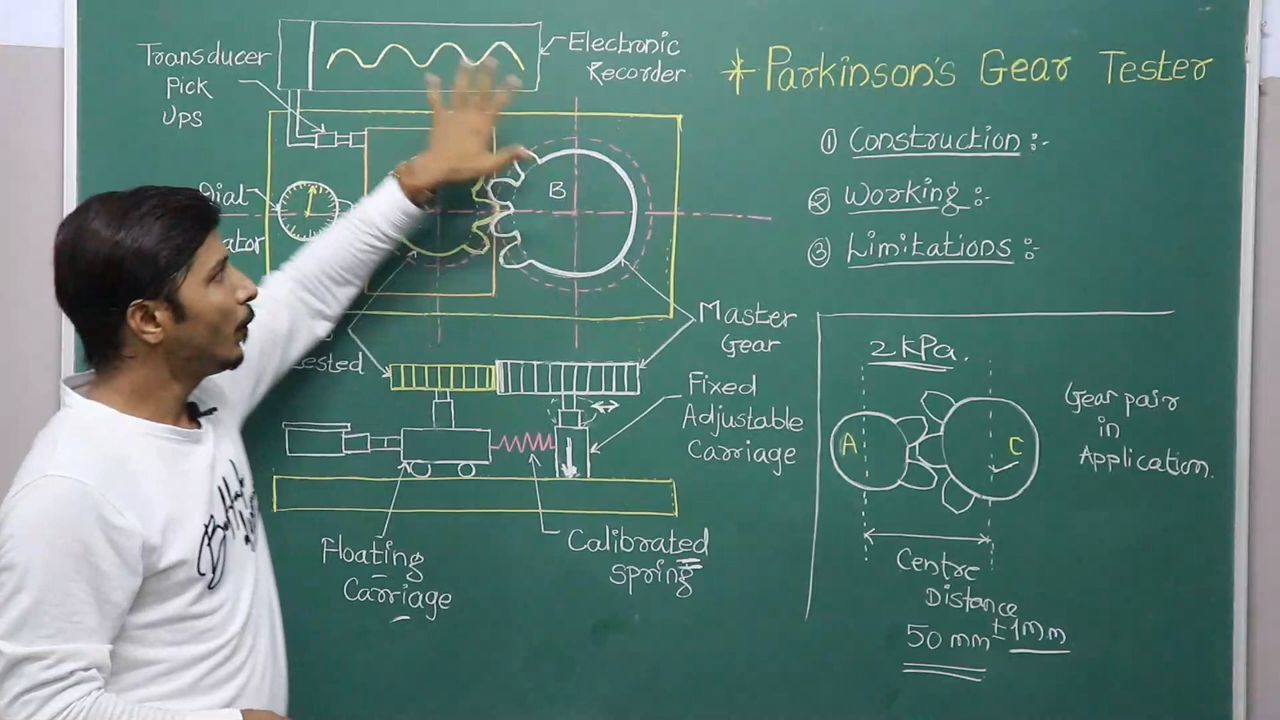 Transducer
Pick
UPS
Electronic
Recorder
Dial
B
Tested
Master
Gear
Fixed
Adjustable
Carriage
Floating
Carriage
Calibrated
Spring
* Parkinson's Gear Tester
① Construction :-
② Working :-
③ Limitations :-
2 kPa.
A
C
Gear pair
in
Application.
Centre
Distance
50 mm ± 1mm